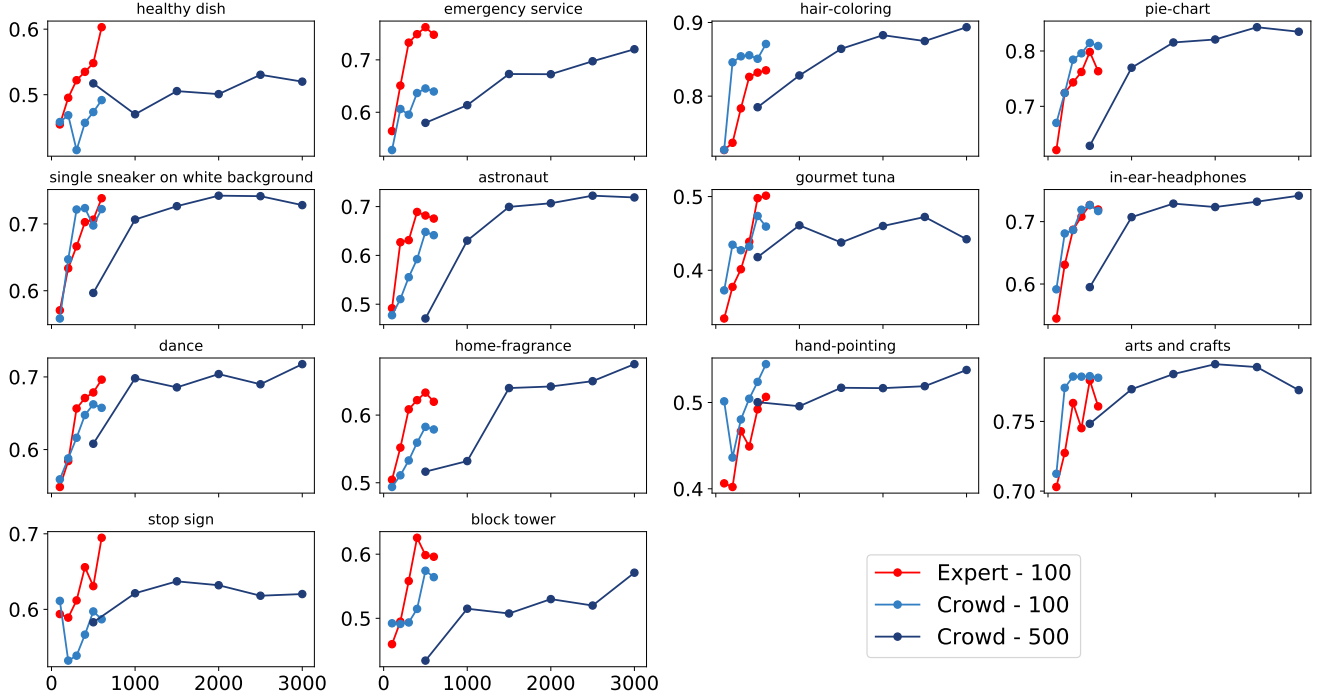 healthy dish
0.6
0.5
emergency service
0.7
0.6
hair-coloring
0.9
0.8
pie-chart
0.8
0.7
single sneaker on white background
0.7
0.6
astronaut
0.7
0.6
0.5
gourmet tuna
0.5
0.4
in-ear-headphones
0.7
0.6
dance
0.7
0.6
home-fragrance
0.6
0.5
hand-pointing
0.5
0.4
arts and crafts
0.75
0.70
stop sign
0.7
0.6
0 1000 2000 3000
block tower
0.6
0.5
0 1000 2000 3000
Expert - 100
Crowd - 100
Crowd - 500